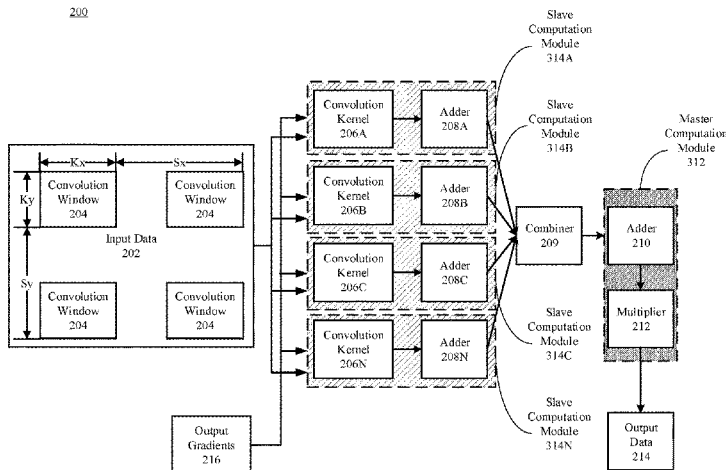 200
Kx
Sx
Ky
Sy
Convolution
Window
204
Convolution
Window
204
Input Data
202
Convolution
Window
204
Convolution
Window
204
Output
Gradients
216
Convolution
Kernel
206A
Adder
208A
Convolution
Kernel
206B
Adder
208B
Convolution
Kernel
206C
Adder
208C
Convolution
Kernel
206N
Adder
208N
Slave
Computation
Module
314A
Slave
Computation
Module
314B
Slave
Computation
Module
314C
Slave
Computation
Module
314N
Combiner
209
Master
Computation
Module
312
Adder
210
Multiplier
212
Output
Data
214